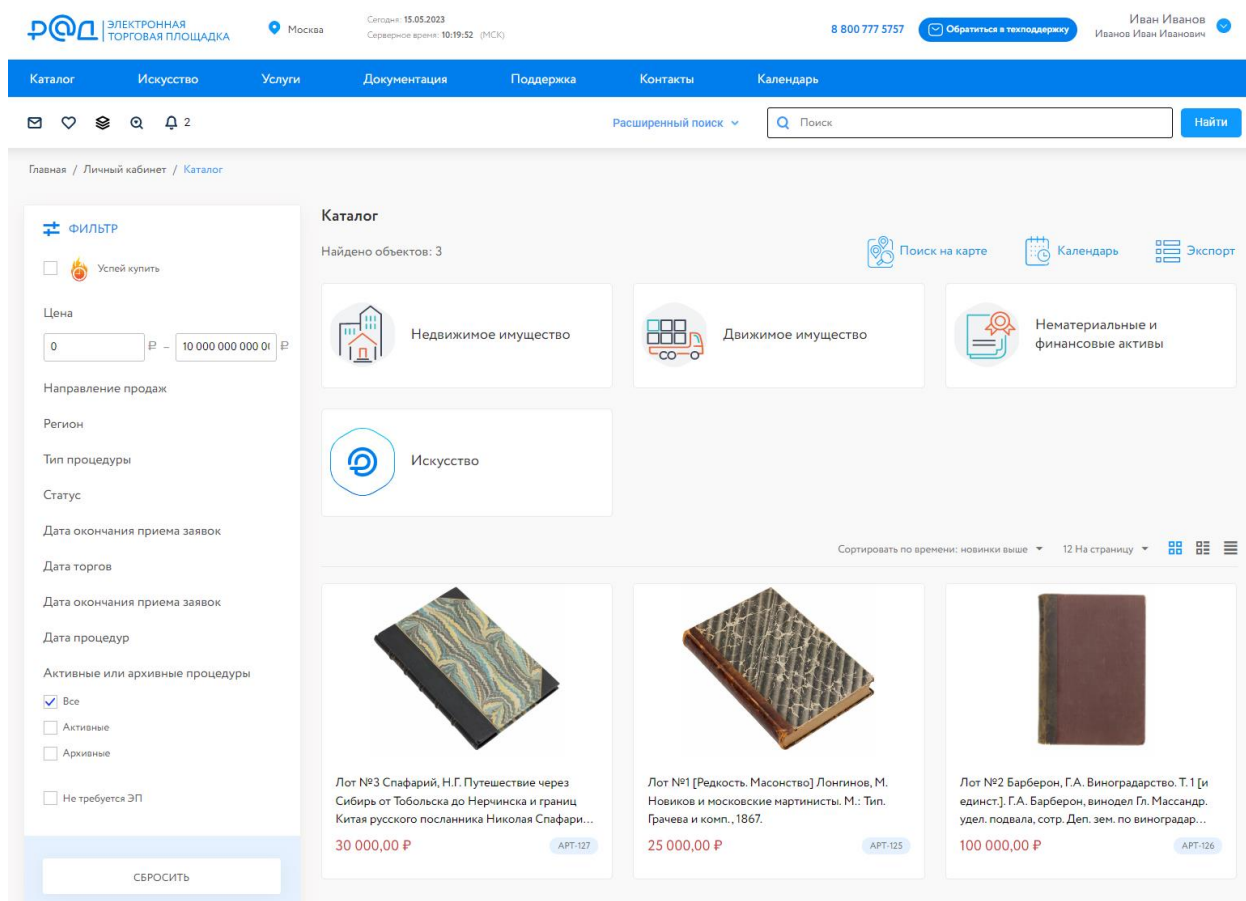 РАД
ЭЛЕКТРОННАЯ
ТОРГОВАЯ ПЛОЩАДКА
Москва
Сегодня: 15.05.2023
Серверное время: 10:19:52 (МСК)
8 800 777 5757
Обратиться в техподдержку
Иван Иванов
Иванов Иван Иванович
Каталог Искусство Услуги Документация Поддержка Контакты Календарь
2
Расширенный поиск
Поиск
Найти
Главная / Личный кабинет / Каталог
ФИЛЬТР
Успей купить
Цена
0 ₽ – 10 000 000 000 0 ₽
Направление продаж
Регион
Тип процедуры
Статус
Дата окончания приема заявок
Дата торгов
Дата окончания приема заявок
Дата процедур
Активные или архивные процедуры
Все
Активные
Архивные
Не требуется ЭП
СБРОСИТЬ
Каталог
Найдено объектов: 3
Поиск на карте
Календарь
Экспорт
Недвижимое имущество
Движимое имущество
Нематериальные и
финансовые активы
Искусство
Сортировать по времени: новинки выше
12 На страницу
Лот №3 Спафарий, Н.Г. Путешествие через
Сибирь от Тобольска до Нерчинска и границ
Китая русского посланника Николая Спафари...
30 000,00 ₽
АРТ-127
Лот №1 [Редкость. Масонство] Лонгинов, М.
Новиков и московские мартинисты. М.: Тип.
Грачева и комп., 1867.
25 000,00 ₽
АРТ-125
Лот №2 Барберон, Г.А. Виноградарство. Т. 1 [и
единст.]. Г.А. Барберон, винодел Гл. Массандр.
удел. подвала, сотр. Деп. зем. по виноградар...
100 000,00 ₽
АРТ-126